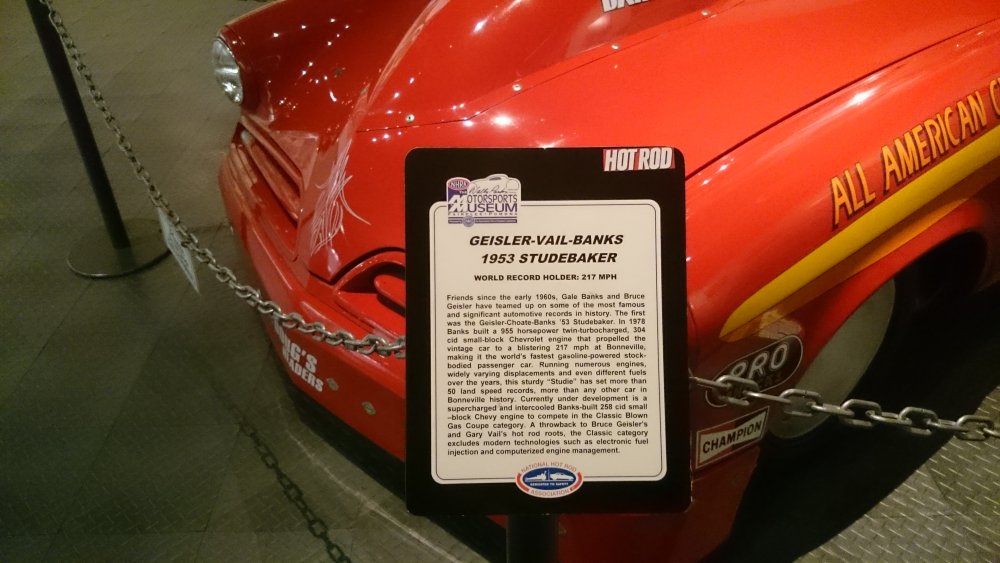 HOT ROD
NHRA
MOTORSPORTS
MUSEUM
FAIRPLEX • POMONA
GEISLER-VAIL-BANKS
1953 STUDEBAKER
WORLD RECORD HOLDER: 217 MPH
Friends since the early 1960s, Gale Banks and Bruce
Geisler have teamed up on some of the most famous
and significant automotive records in history. The first
was the Geisler-Choate-Banks '53 Studebaker. In 1978
Banks built a 955 horsepower twin-turbocharged, 304
cid small-block Chevrolet engine that propelled the
vintage car to a blistering 217 mph at Bonneville,
making it the world's fastest gasoline-powered stock-
bodied passenger car. Running numerous engines,
widely varying displacements and even different fuels
over the years, this sturdy "Studie" has set more than
50 land speed records, more than any other car in
Bonneville history. Currently under development is a
supercharged and intercooled Banks-built 258 cid small
-block Chevy engine to compete in the Classic Blown
Gas Coupe category. A throwback to Bruce Geisler's
and Gary Vail's hot rod roots, the Classic category
excludes modern technologies such as electronic fuel
injection and computerized engine management.
NATIONAL HOT ROD
DEDICATED TO SAFETY
ASSOCIATION
ALL AMERICAN
PRO
CHAMPION